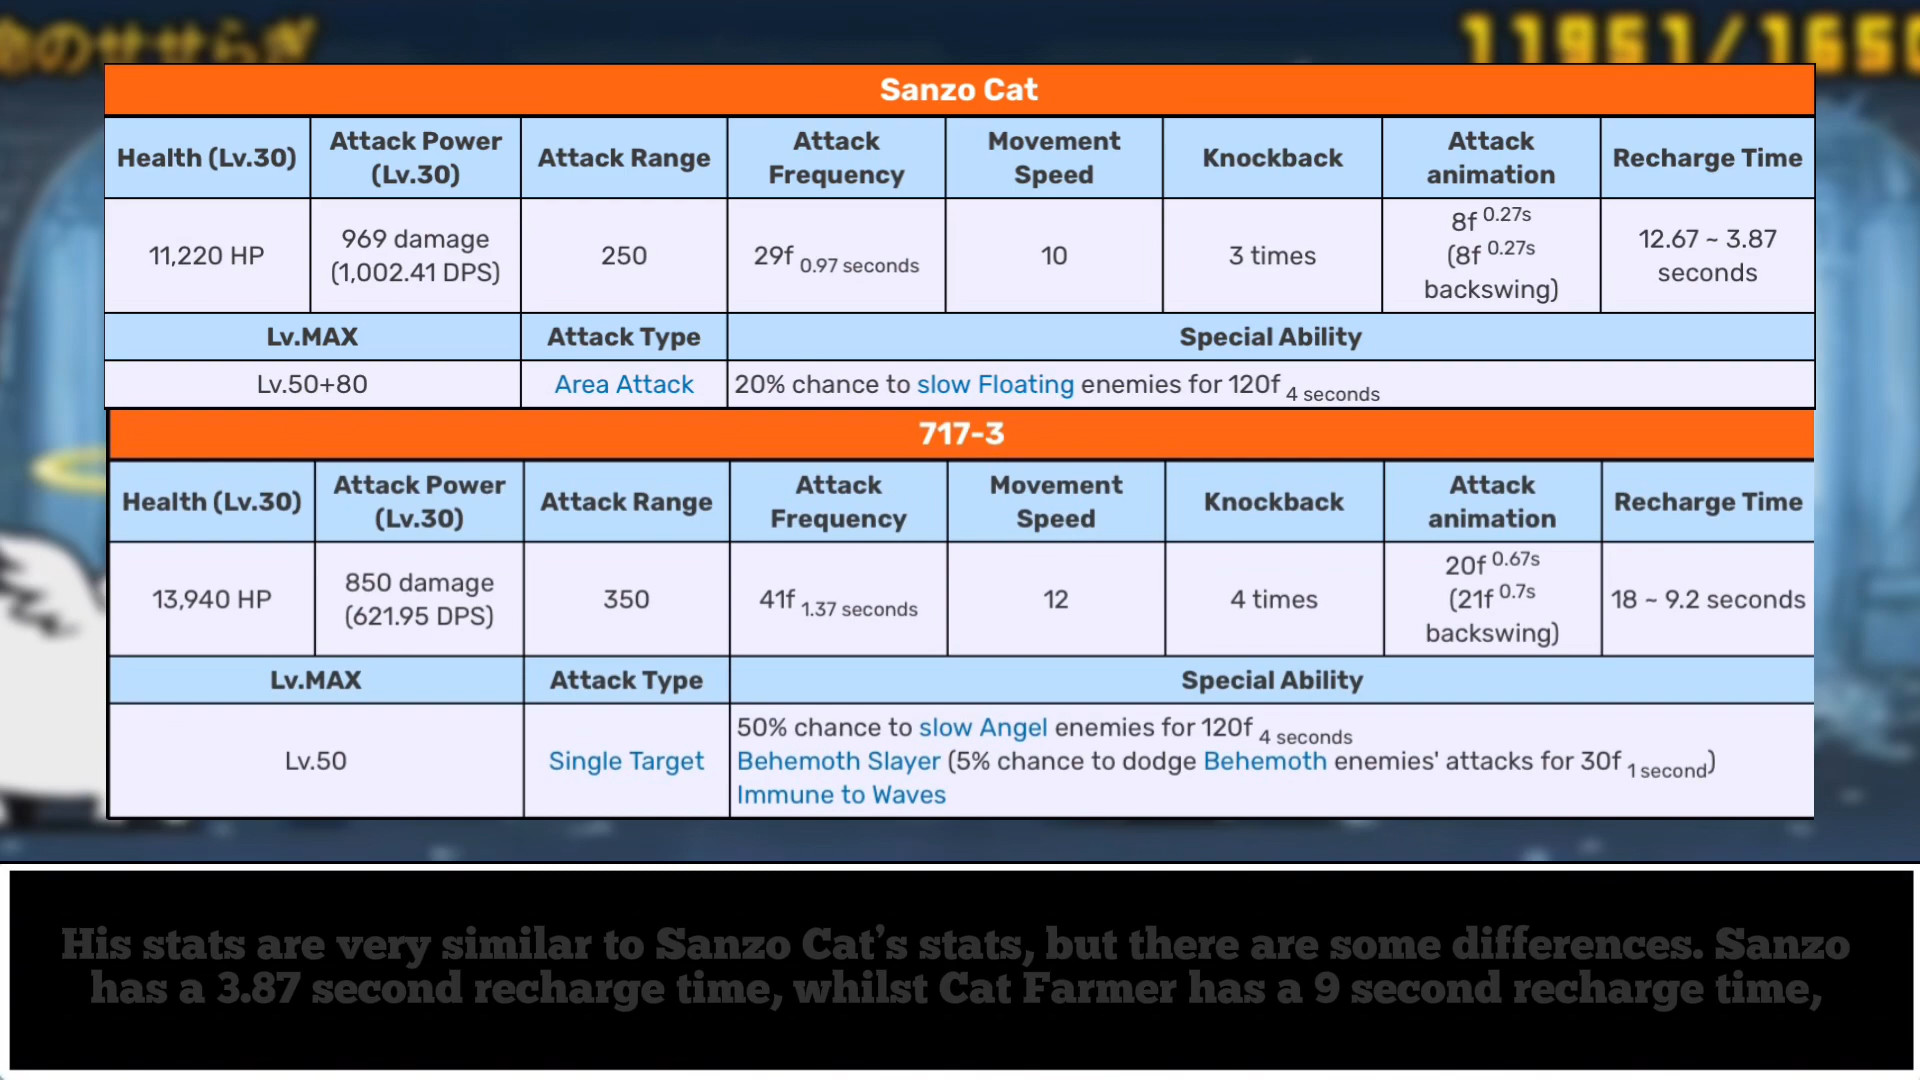 のせせらぎ
11951/1650
Sanzo Cat
Health (Lv.30) Attack Power (Lv.30) Attack Range Attack Frequency Movement Speed Knockback Attack animation Recharge Time
11,220 HP 969 damage (1,002.41 DPS) 250 29f 0.97 seconds 10 3 times 8f 0.27s (8f 0.27s backswing) 12.67 ~ 3.87 seconds
Lv.MAX Attack Type Special Ability
Lv.50+80 Area Attack 20% chance to slow Floating enemies for 120f 4 seconds
717-3
Health (Lv.30) Attack Power (Lv.30) Attack Range Attack Frequency Movement Speed Knockback Attack animation Recharge Time
13,940 HP 850 damage (621.95 DPS) 350 41f 1.37 seconds 12 4 times 20f 0.67s (21f 0.7s backswing) 18 ~ 9.2 seconds
Lv.MAX Attack Type Special Ability
Lv.50 Single Target 50% chance to slow Angel enemies for 120f 4 seconds
Behemoth Slayer (5% chance to dodge Behemoth enemies' attacks for 30f 1 second)
Immune to Waves
His stats are very similar to Sanzo Cat’s stats, but there are some differences. Sanzo
has a 3.87 second recharge time, whilst Cat Farmer has a 9 second recharge time,